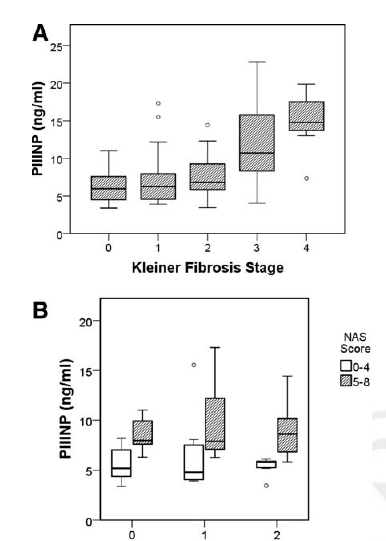 A
PIIINP (ng/ml)
25
20
15
10
5
0
0 1 2 3 4
Kleiner Fibrosis Stage
B
PIIINP (ng/ml)
20
15
10
5
0
0 1 2
NAS
Score
0-4
5-8